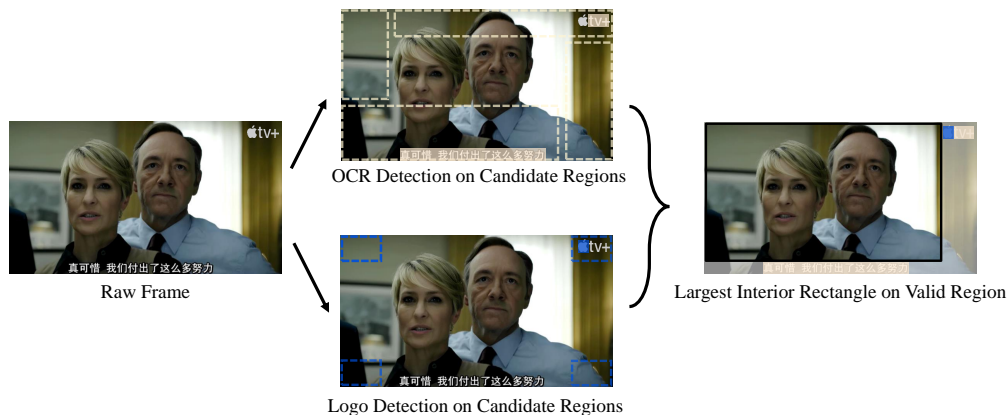 tv+
真可惜 我们付出了这么多努力
OCR Detection on Candidate Regions
tv+
真可惜 我们付出了这么多努力
Raw Frame
tv+
真可惜 我们付出了这么多努力
Logo Detection on Candidate Regions
tv+
真可惜 我们付出了这么多努力
Largest Interior Rectangle on Valid Region